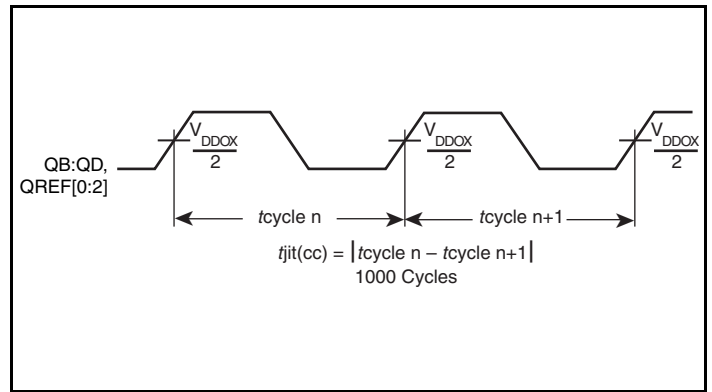 V
DDOX
2
V
DDOX
2
V
DDOX
2
QB:QD,
QREF[0:2]
tcycle n
tcycle n+1
tjit(cc) = |tcycle n – tcycle n+1|
1000 Cycles